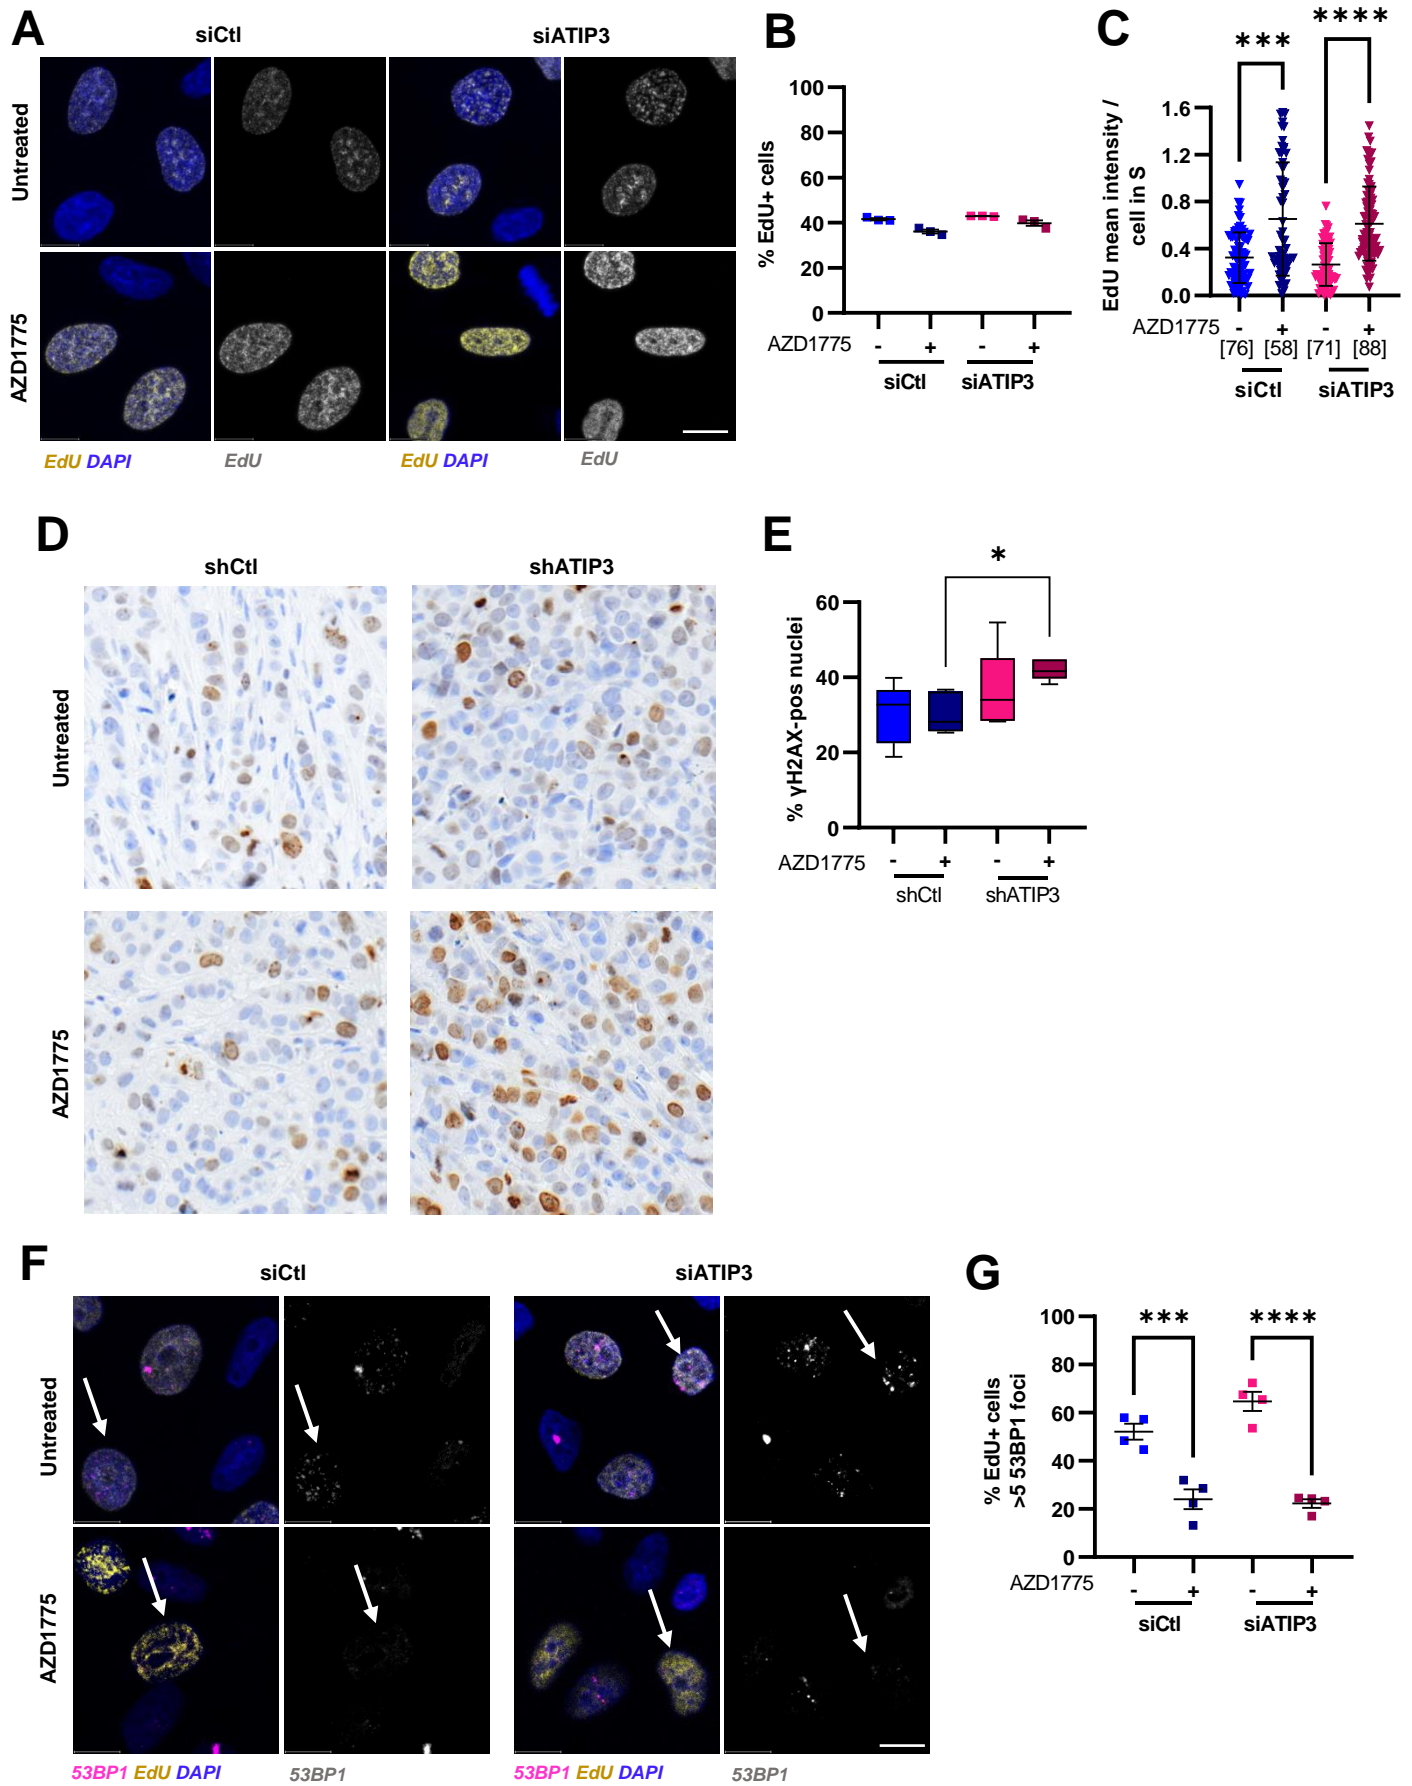 A
siCtl
siATIP3
Untreated
AZD1775
EdU DAPI
EdU
EdU DAPI
EdU
B
% EdU+ cells
100
80
60
40
20
0
AZD1775
-
+
-
+
siCtl
siATIP3
C
***
****
EdU mean intensity /
cell in S
1.6
1.2
0.8
0.4
0.0
AZD1775
-
+
-
+
[76]
[58]
[71]
[88]
siCtl
siATIP3
D
shCtl
shATIP3
Untreated
AZD1775
E
*
% γH2AX-pos nuclei
60
40
20
0
AZD1775
-
+
-
+
shCtl
shATIP3
F
siCtl
siATIP3
Untreated
AZD1775
53BP1 EdU DAPI
53BP1
53BP1 EdU DAPI
53BP1
G
***
****
% EdU+ cells
>5 53BP1 foci
100
80
60
40
20
0
AZD1775
-
+
-
+
siCtl
siATIP3